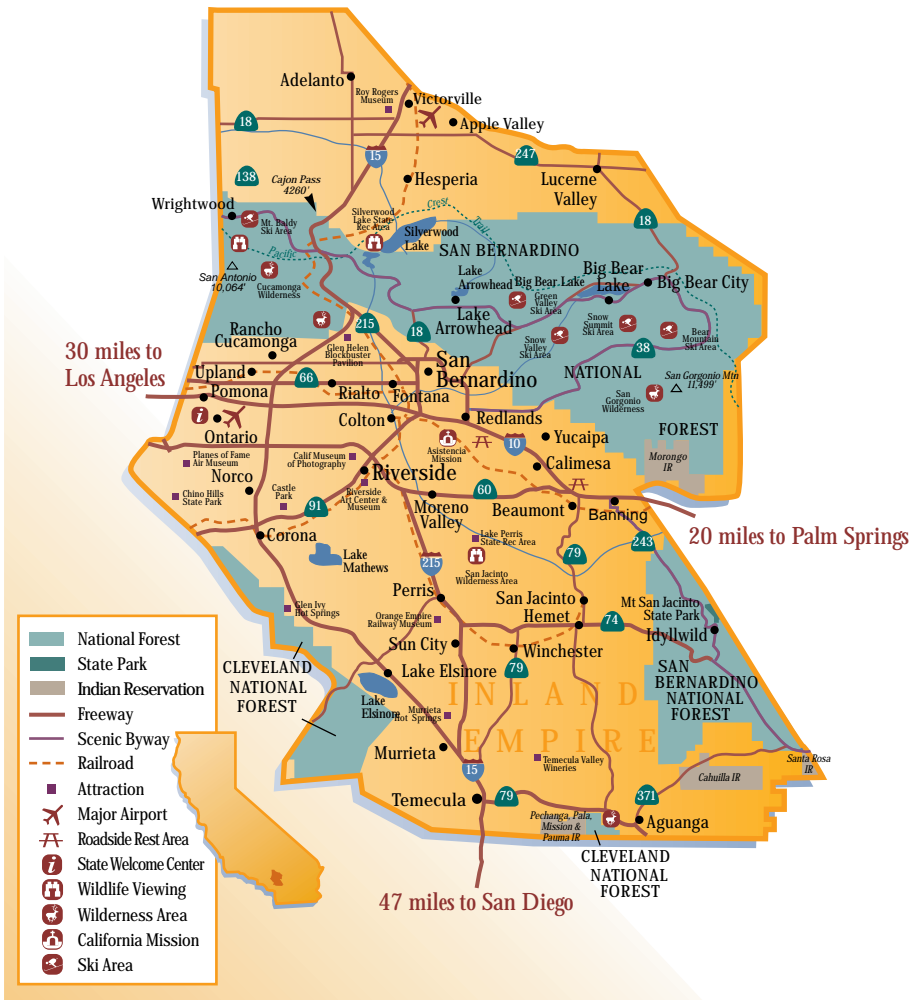 Adelanto
Roy Rogers
Museum
Victorville
Apple Valley
18
15
247
138
Cajon Pass
4260'
Hesperia
Lucerne
Valley
Wrightwood
Mt. Baldy
Ski Area
Silverwood
Lake State
Rec Area
Silverwood
Lake
Crest
Trail
18
Pacific
SAN BERNARDINO
San Antonio
10,064'
Cucamonga
Wilderness
Lake
Arrowhead
Big Bear Lake
Big Bear
Lake
Big Bear City
Green
Valley
Ski Area
Lake
Arrowhead
Snow
Summit
Ski Area
Bear
Mountain
Ski Area
Snow
Valley
Ski Area
Rancho
Cucamonga
215
Glen Helen
Blockbuster
Pavilion
18
38
30 miles to
Los Angeles
San
Bernardino
NATIONAL
San Gorgonio Mtn
11,499'
San
Gorgonio
Wilderness
Upland
66
Pomona
Rialto
Fontana
Ontario
Colton
Redlands
FOREST
Yucaipa
10
Asistencia
Mission
Planes of Fame
Air Museum
Calif Museum
of Photography
Morongo
IR
Calimesa
Riverside
Norco
Castle
Park
Chino Hills
State Park
Riverside
Art Center &
Museum
91
60
Moreno
Valley
Beaumont
Banning
20 miles to Palm Springs
Corona
Lake
Mathews
Lake Perris
State Rec Area
243
79
215
San Jacinto
Wilderness Area
Perris
San Jacinto
Hemet
Mt San Jacinto
State Park
Glen Ivy
Hot Springs
Orange Empire
Railway Museum
74
Idyllwild
Sun City
Winchester
79
CLEVELAND
NATIONAL
FOREST
Lake Elsinore
SAN
BERNARDINO
NATIONAL
FOREST
Lake
Elsinore
Murrieta
Hot Springs
INLAND
EMPIRE
Murrieta
Temecula Valley
Wineries
Santa Rosa
IR
15
Cahuilla IR
Temecula
79
371
Pechanga, Pala,
Mission &
Pauma IR
Aguanga
CLEVELAND
NATIONAL
FOREST
47 miles to San Diego
National Forest
State Park
Indian Reservation
Freeway
Scenic Byway
Railroad
Attraction
Major Airport
Roadside Rest Area
i
State Welcome Center
Wildlife Viewing
Wilderness Area
California Mission
Ski Area